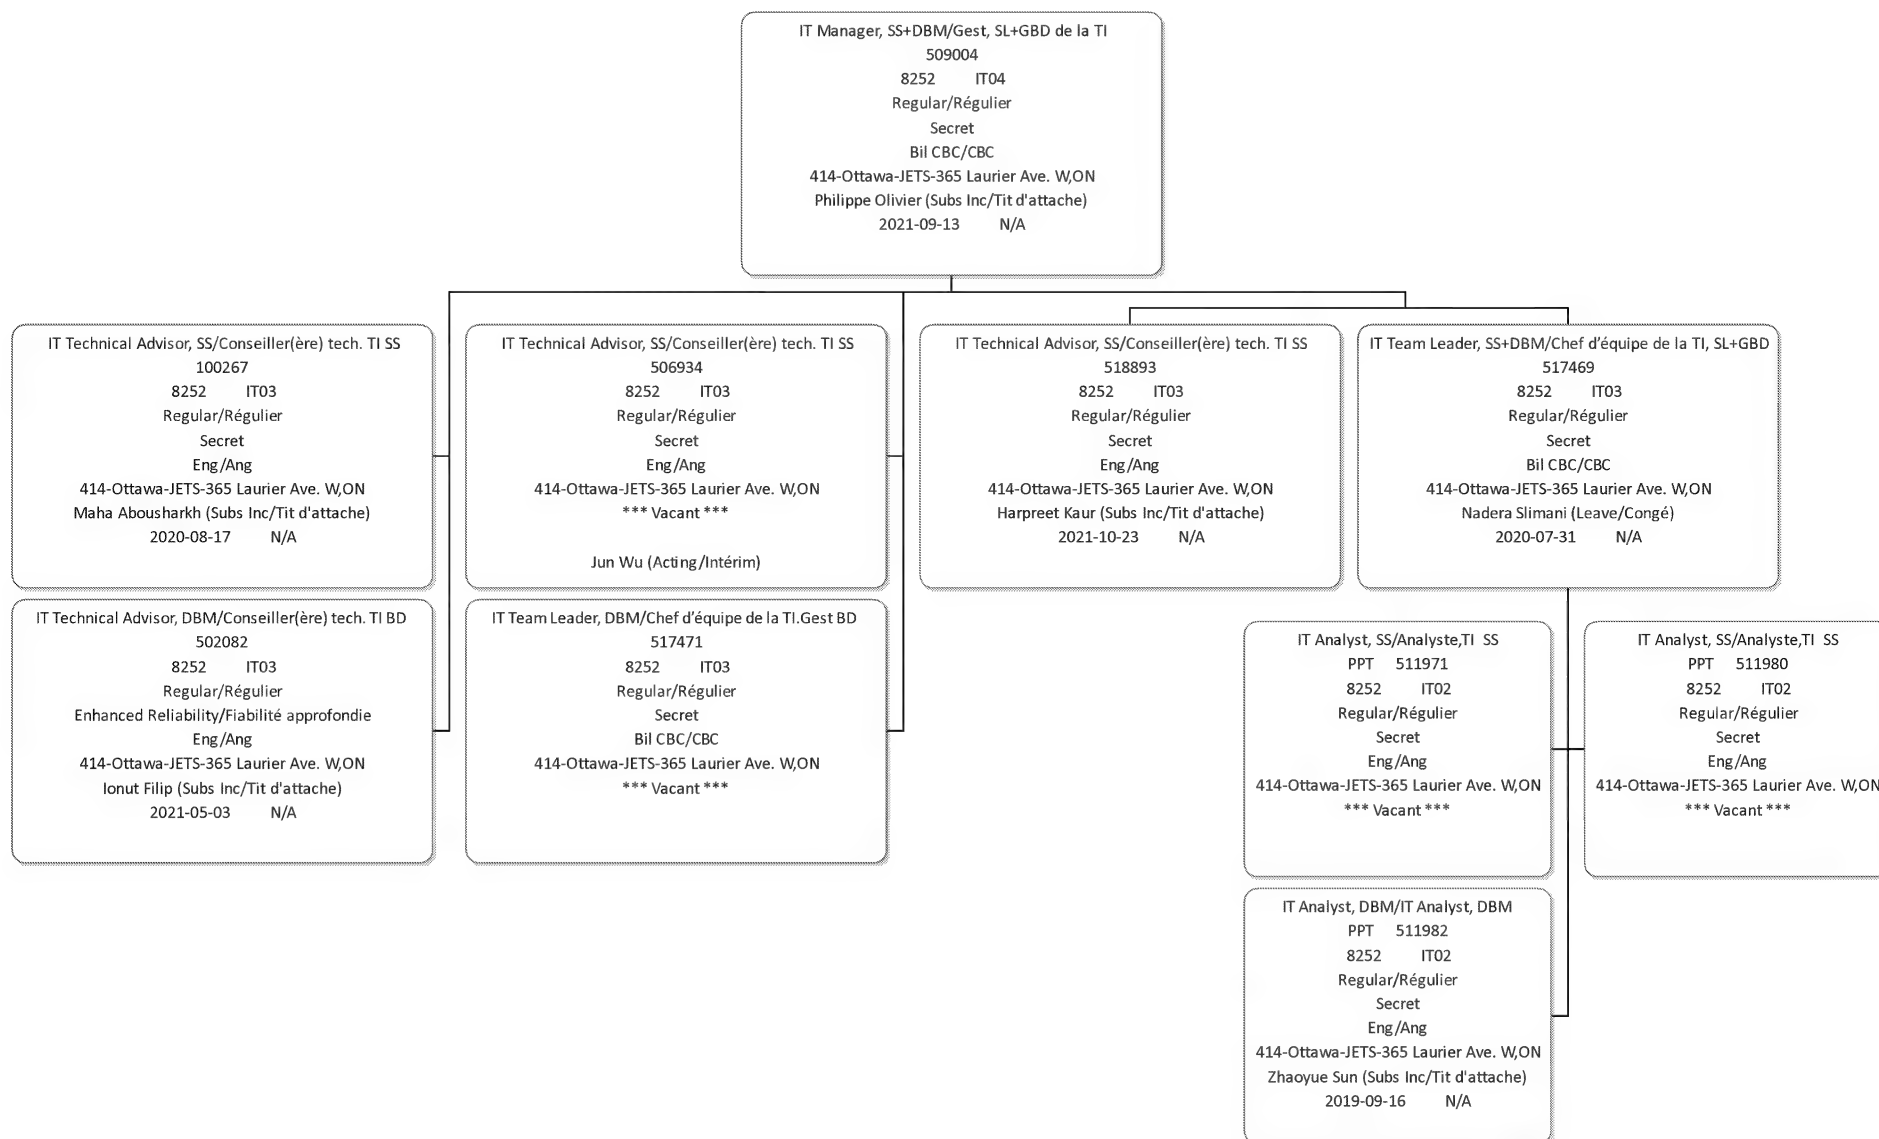 IT Manager, SS+DBM/Gest, SL+GBD de la TI
509004
8252 IT04
Regular/Régulier
Secret
Bil CBC/CBC
414-Ottawa-JETS-365 Laurier Ave. W,ON
Philippe Olivier (Subs Inc/Tit d'attache)
2021-09-13 N/A
IT Technical Advisor, SS/Conseiller(ère) tech. TI SS
100267
8252 IT03
Regular/Régulier
Secret
Eng/Ang
414-Ottawa-JETS-365 Laurier Ave. W,ON
Maha Abousharkh (Subs Inc/Tit d'attache)
2020-08-17 N/A
IT Technical Advisor, SS/Conseiller(ère) tech. TI SS
506934
8252 IT03
Regular/Régulier
Secret
Eng/Ang
414-Ottawa-JETS-365 Laurier Ave. W,ON
*** Vacant ***
Jun Wu (Acting/Intérim)
IT Technical Advisor, SS/Conseiller(ère) tech. TI SS
518893
8252 IT03
Regular/Régulier
Secret
Eng/Ang
414-Ottawa-JETS-365 Laurier Ave. W,ON
Harpreet Kaur (Subs Inc/Tit d'attache)
2021-10-23 N/A
IT Team Leader, SS+DBM/Chef d’équipe de la TI, SL+GBD
517469
8252 IT03
Regular/Régulier
Secret
Bil CBC/CBC
414-Ottawa-JETS-365 Laurier Ave. W,ON
Nadera Slimani (Leave/Congé)
2020-07-31 N/A
IT Technical Advisor, DBM/Conseiller(ère) tech. TI BD
502082
8252 IT03
Regular/Régulier
Enhanced Reliability/Fiabilité approfondie
Eng/Ang
414-Ottawa-JETS-365 Laurier Ave. W,ON
Ionut Filip (Subs Inc/Tit d'attache)
2021-05-03 N/A
IT Team Leader, DBM/Chef d’équipe de la TI.Gest BD
517471
8252 IT03
Regular/Régulier
Secret
Bil CBC/CBC
414-Ottawa-JETS-365 Laurier Ave. W,ON
*** Vacant ***
IT Analyst, SS/Analyste,TI SS
PPT 511971
8252 IT02
Regular/Régulier
Secret
Eng/Ang
414-Ottawa-JETS-365 Laurier Ave. W,ON
*** Vacant ***
IT Analyst, SS/Analyste,TI SS
PPT 511980
8252 IT02
Regular/Régulier
Secret
Eng/Ang
414-Ottawa-JETS-365 Laurier Ave. W,ON
*** Vacant ***
IT Analyst, DBM/IT Analyst, DBM
PPT 511982
8252 IT02
Regular/Régulier
Secret
Eng/Ang
414-Ottawa-JETS-365 Laurier Ave. W,ON
Zhaoyue Sun (Subs Inc/Tit d'attache)
2019-09-16 N/A